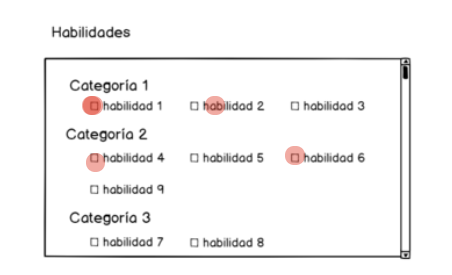 Habilidades
Categoría 1
habilidad 1 habilidad 2 habilidad 3
Categoría 2
habilidad 4 habilidad 5 habilidad 6
habilidad 9
Categoría 3
habilidad 7 habilidad 8